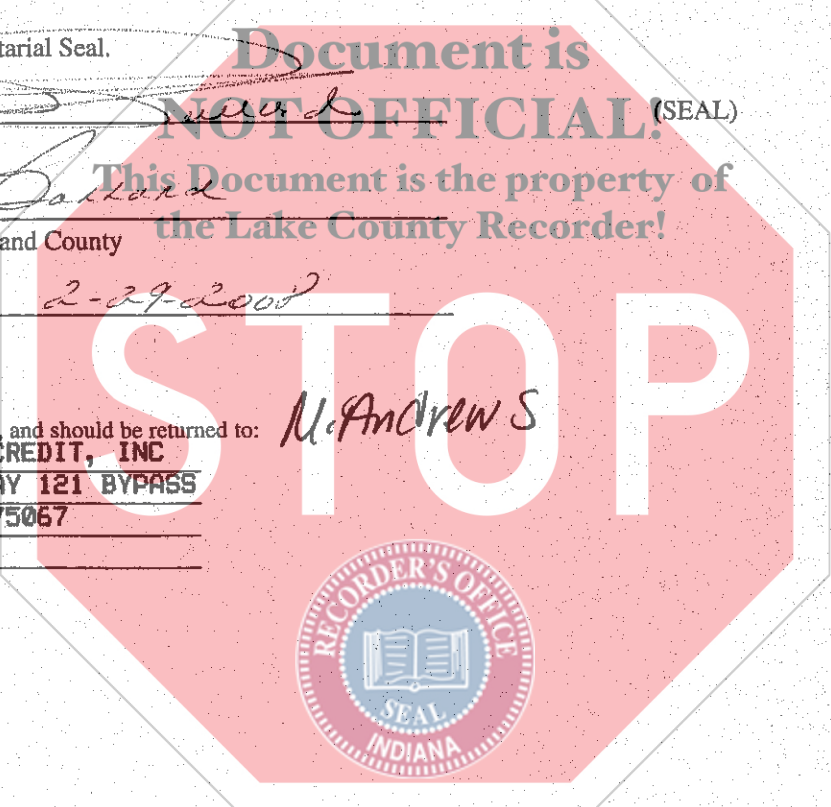 tarial Seal.
Document is
NOT OFFICIAL!
(SEAL)
This Document is the property of
the Lake County Recorder!
and County
2-29-2008
STOP
, and should be returned to: M. Andrews
CREDIT, INC
AY 121 BYPASS
75067
RECORDER'S OFFICE
SEAL
INDIANA